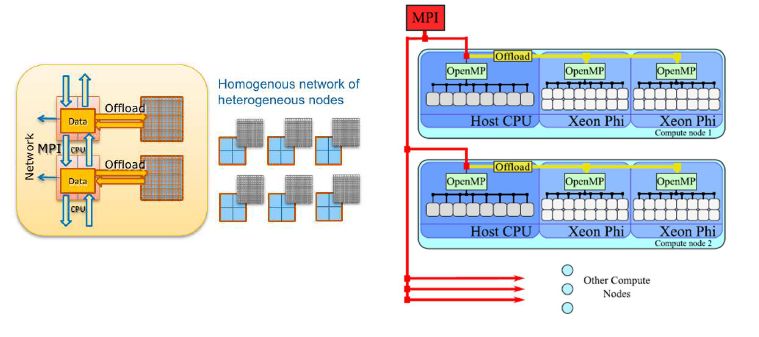 Network
MPI
Offload
Data
CPU
Offload
Data
CPU
Homogenous network of
heterogeneous nodes
MPI
Offload
OpenMP
OpenMP
OpenMP
Host CPU
Xeon Phi
Xeon Phi
Compute node 1
Offload
OpenMP
OpenMP
OpenMP
Host CPU
Xeon Phi
Xeon Phi
Compute node 2
Other Compute
Nodes